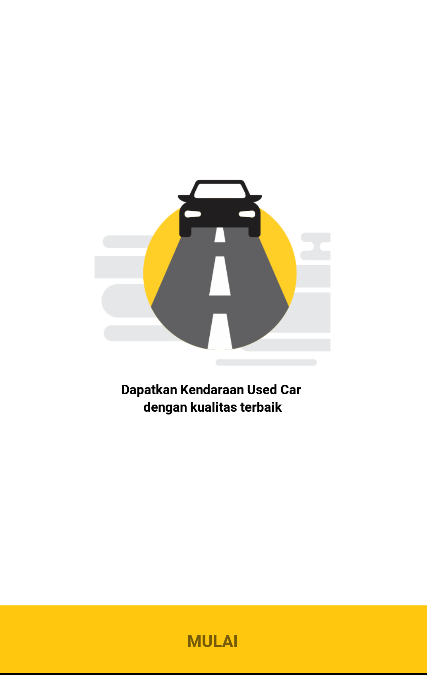 Dapatkan Kendaraan Used Car
dengan kualitas terbaik
MULAI